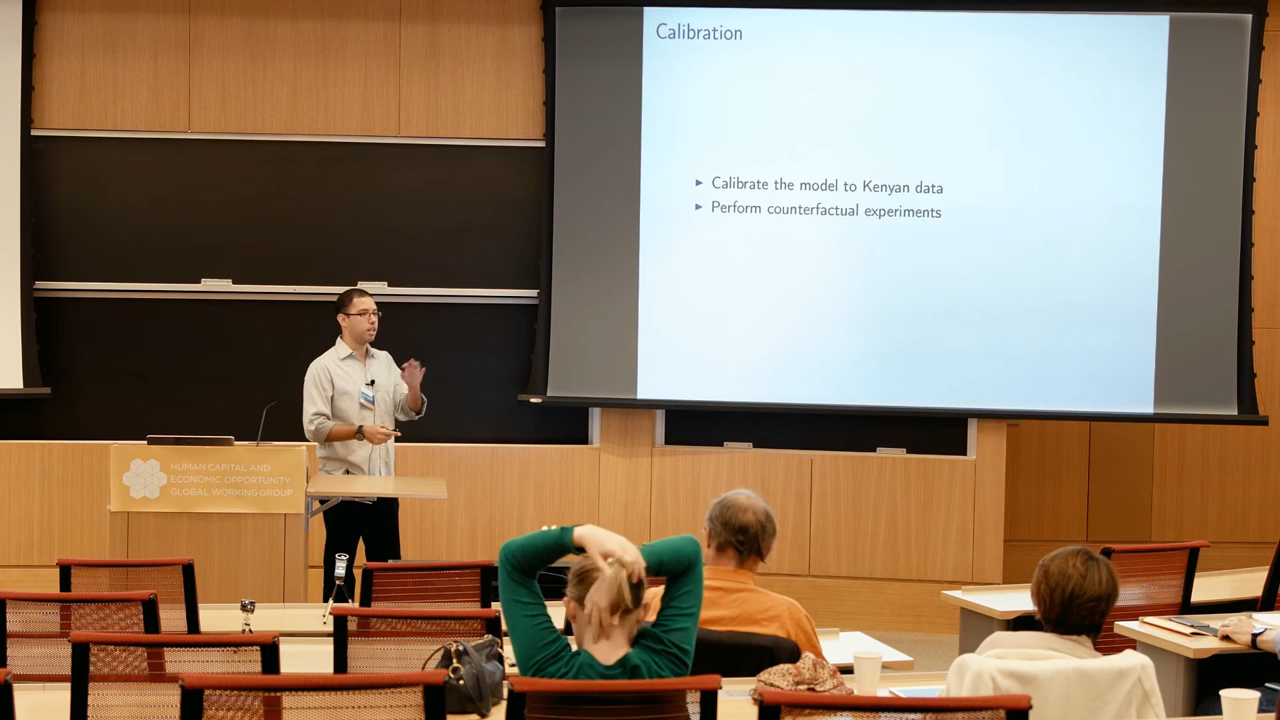 Calibration
► Calibrate the model to Kenyan data
► Perform counterfactual experiments
HUMAN CAPITAL AND
ECONOMIC OPPORTUNITY
GLOBAL WORKING GROUP